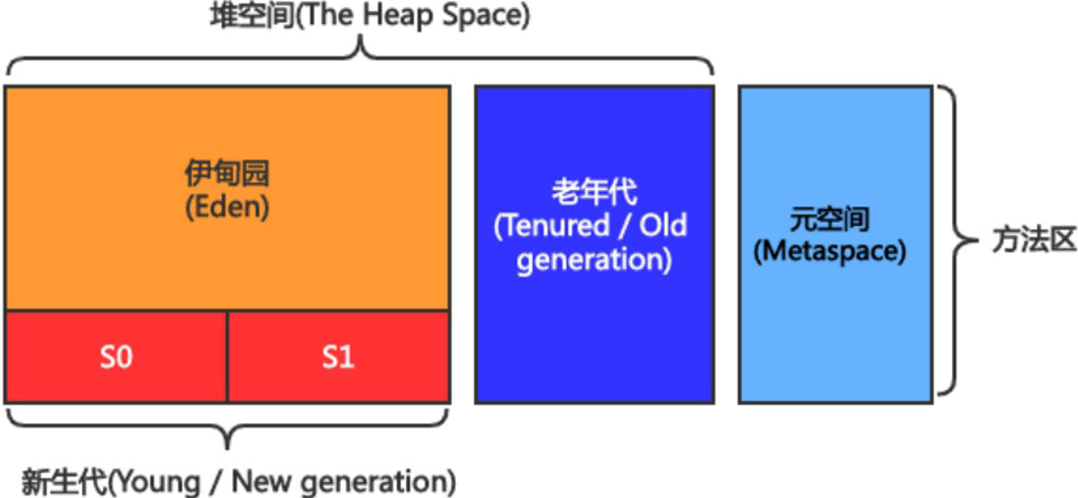 堆空间(The Heap Space)
伊甸园
(Eden)
S0
S1
老年代
(Tenured / Old
generation)
元空间
(Metaspace)
方法区
新生代(Young / New generation)